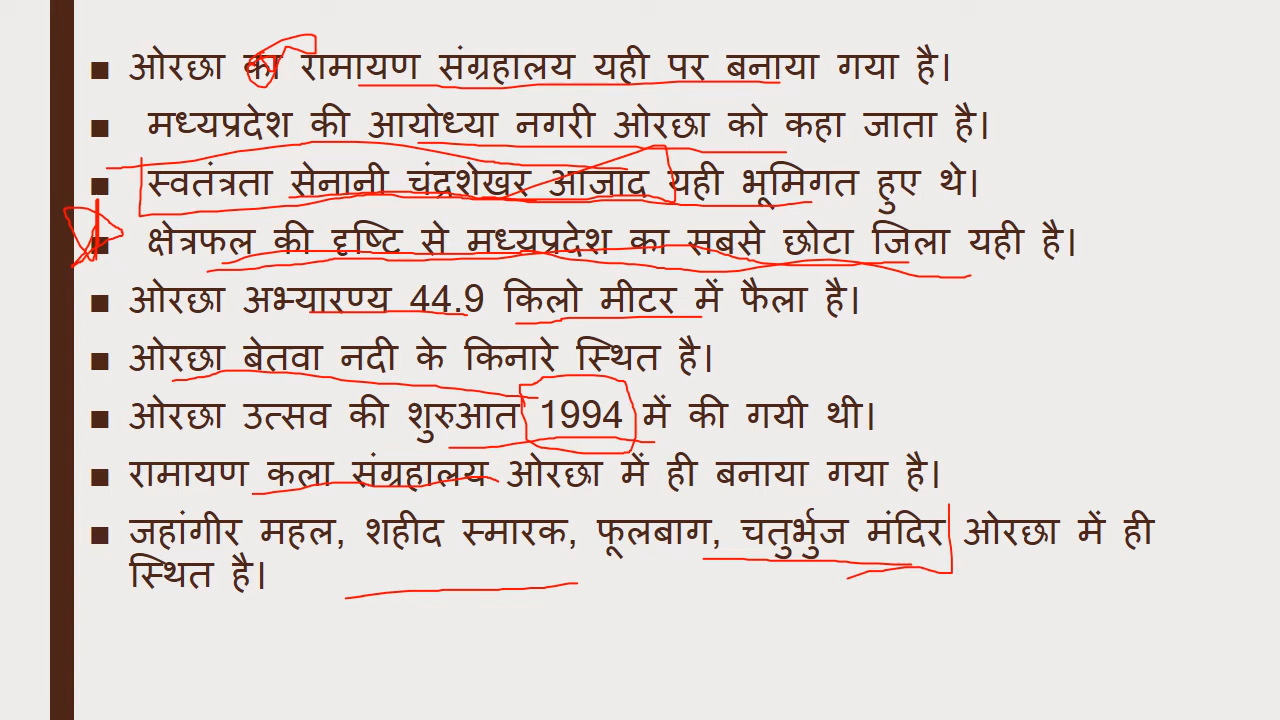 ■ ओरछा का रामायण संग्रहालय यही पर बनाया गया है।
■ मध्यप्रदेश की आयोध्या नगरी ओरछा को कहा जाता है।
■ स्वतंत्रता सेनानी चंद्रशेखर आजाद यही भूमिगत हुए थे।
■ क्षेत्रफल की दृष्टि से मध्यप्रदेश का सबसे छोटा जिला यही है।
■ ओरछा अभ्यारण्य 44.9 किलो मीटर में फैला है।
■ ओरछा बेतवा नदी के किनारे स्थित है।
■ ओरछा उत्सव की शुरुआत 1994 में की गयी थी।
■ रामायण कला संग्रहालय ओरछा में ही बनाया गया है।
■ जहांगीर महल, शहीद स्मारक, फूलबाग, चतुर्भुज मंदिर ओरछा में ही
स्थित है।